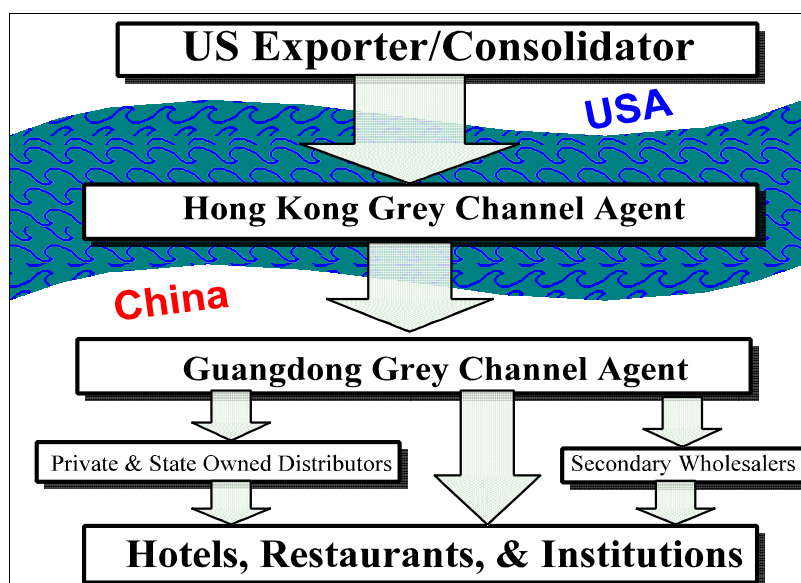 US Exporter/Consolidator
USA
Hong Kong Grey Channel Agent
China
Guangdong Grey Channel Agent
Private & State Owned Distributors
Secondary Wholesalers
Hotels, Restaurants, & Institutions